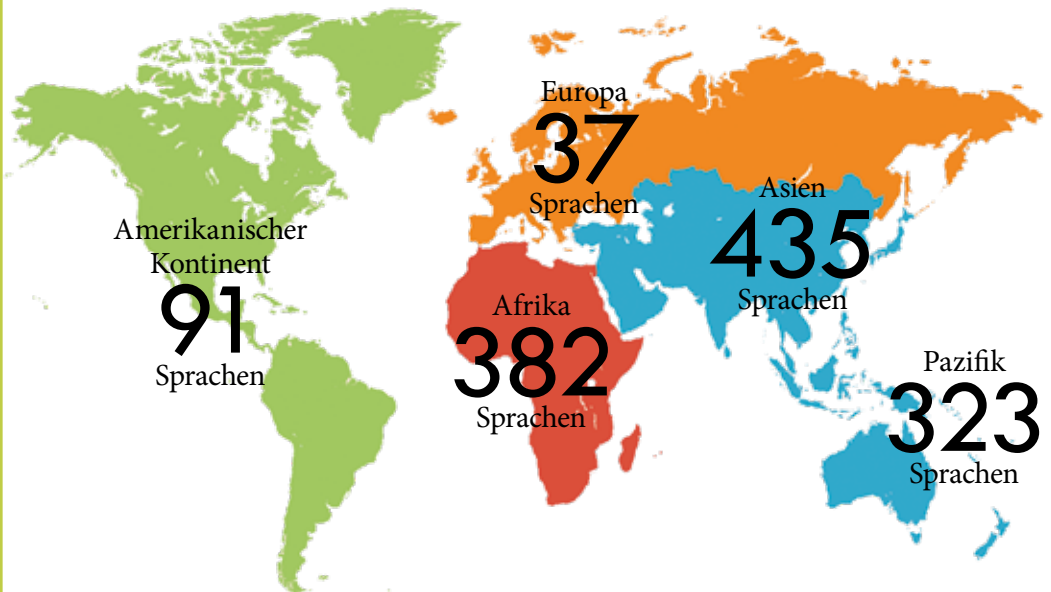 Europa
37
Sprachen
Asien
435
Sprachen
Amerikanischer
Kontinent
91
Sprachen
Afrika
382
Sprachen
Pazifik
323
Sprachen